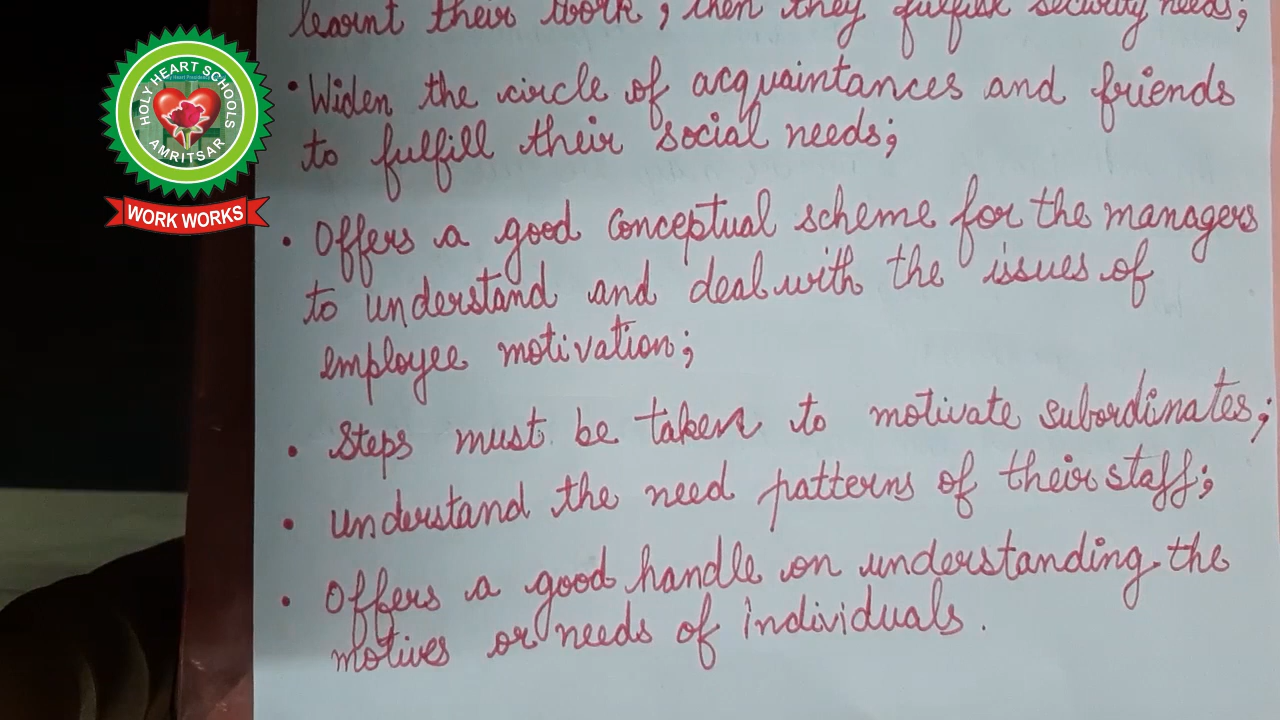 learnt their work, then they fulfill security needs;
• Widen the circle of acquaintances and friends
to fulfill their social needs;
• Offers a good conceptual scheme for the managers
to understand and deal with the issues of
employee motivation;
• Steps must be taken to motivate subordinates;
• understand the need patterns of their staff;
• Offers a good handle on understanding the
motives or needs of individuals.
HOLY HEART SCHOOLS
AMRITSAR
WORK WORKS